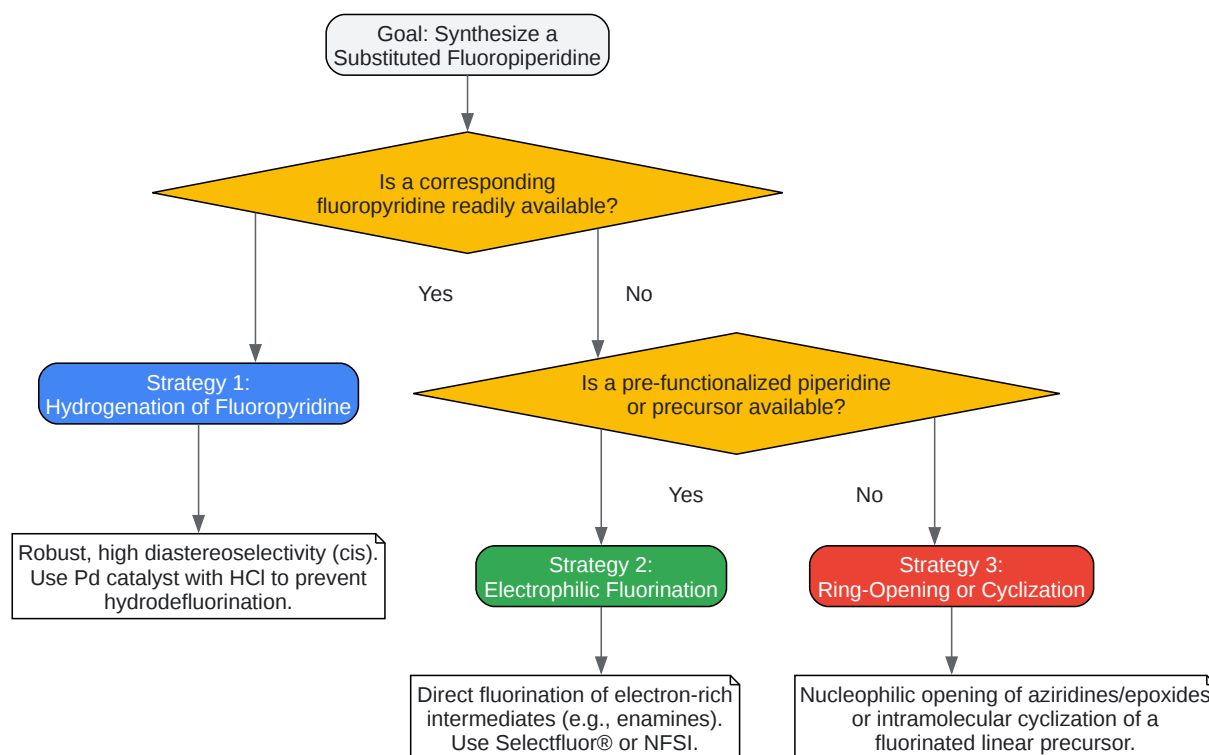 Goal: Synthesize a
Substituted Fluoropiperidine
Is a corresponding
fluoropyridine readily available?
Yes
No
Strategy 1:
Hydrogenation of Fluoropyridine
Is a pre-functionalized piperidine
or precursor available?
Yes
No
Robust, high diastereoselectivity (cis).
Use Pd catalyst with HCl to prevent
hydrodefluorination.
Strategy 2:
Electrophilic Fluorination
Strategy 3:
Ring-Opening or Cyclization
Direct fluorination of electron-rich
intermediates (e.g., enamines).
Use Selectfluor® or NFSI.
Nucleophilic opening of aziridines/epoxides
or intramolecular cyclization of a
fluorinated linear precursor.